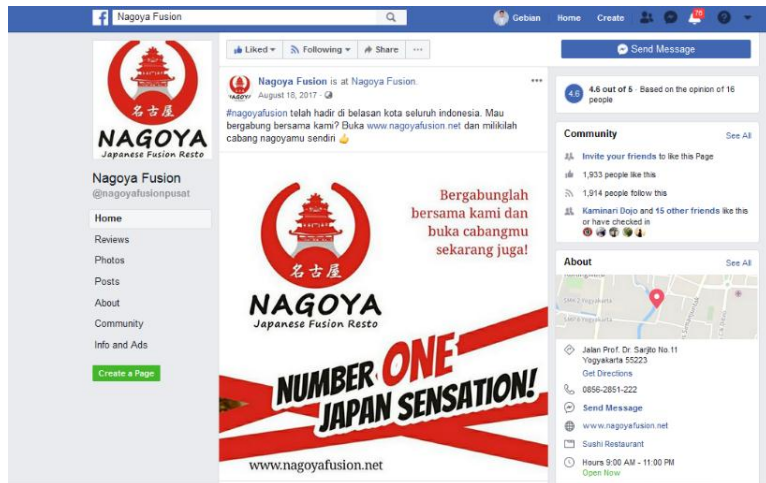 Nagoya Fusion
Gebian
Home
Create
76
名古屋
NAGOYA
Japanese Fusion Resto
Nagoya Fusion
@nagoyafusionpusat
Home
Reviews
Photos
Posts
About
Community
Info and Ads
Create a Page
Liked
Following
Share
Nagoya Fusion is at Nagoya Fusion.
August 16, 2017
#nagoyafusion telah hadir di belasan kota seluruh indonesia. Mau
bergabung bersama kami? Buka www.nagoyafusion.net dan milikilah
cabang nagoyamu sendiri 👍
Bergabunglah
bersama kami dan
buka cabangmu
sekarang juga!
名古屋
NAGOYA
Japanese Fusion Resto
NUMBER ONE
JAPAN SENSATION!
www.nagoyafusion.net
Send Message
4.6
4.6 out of 5 · Based on the opinion of 16
people
Community
See All
Invite your friends to like this Page
1,933 people like this
1,914 people follow this
Kaminari Dojo and 15 other friends like this
or have checked in
About
See All
Jalan Prof. Dr. Sarjito No.11
Yogyakarta 55223
Get Directions
0856-2851-222
Send Message
www.nagoyafusion.net
Sushi Restaurant
Hours 9:00 AM - 11:00 PM
Open Now